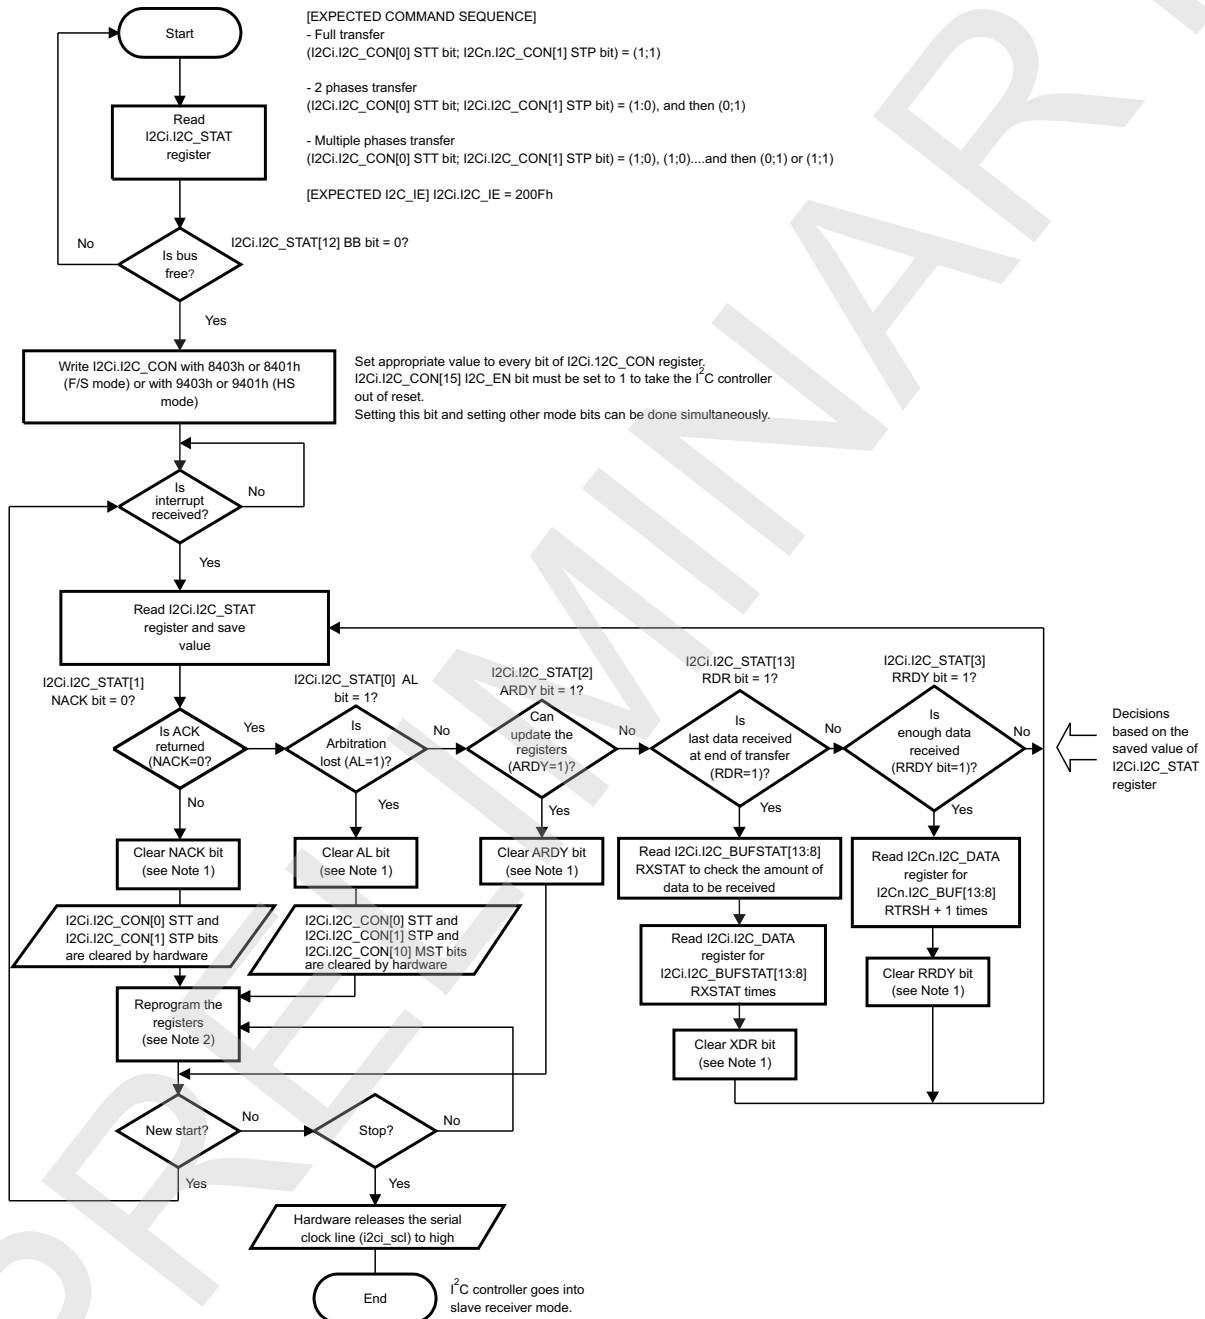 Start
[EXPECTED COMMAND SEQUENCE]
- Full transfer
(I2Ci.I2C_CON[0] STT bit; I2Cn.I2C_CON[1] STP bit) = (1;1)
- 2 phases transfer
(I2Ci.I2C_CON[0] STT bit; I2Ci.I2C_CON[1] STP bit) = (1:0), and then (0;1)
- Multiple phases transfer
(I2Ci.I2C_CON[0] STT bit; I2Ci.I2C_CON[1] STP bit) = (1;0), (1;0)....and then (0;1) or (1;1)
[EXPECTED I2C_IE] I2Ci.I2C_IE = 200Fh
Read
I2Ci.I2C_STAT
register
No
I2Ci.I2C_STAT[12] BB bit = 0?
Is bus
free?
Yes
Write I2Ci.I2C_CON with 8403h or 8401h
(F/S mode) or with 9403h or 9401h (HS
mode)
Set appropriate value to every bit of I2Ci.12C_CON register.
I2Ci.I2C_CON[15] I2C_EN bit must be set to 1 to take the I2C controller
out of reset.
Setting this bit and setting other mode bits can be done simultaneously.
Is
interrupt
received?
No
Yes
Read I2Ci.I2C_STAT
register and save
value
I2Ci.I2C_STAT[1]
NACK bit = 0?
Is ACK
returned
(NACK=0?
Yes
No
I2Ci.I2C_STAT[0] AL
bit = 1?
Is
Arbitration
lost (AL=1)?
No
Yes
I2Ci.I2C_STAT[2]
ARDY bit = 1?
Can
update the
registers
(ARDY=1)?
No
Yes
I2Ci.I2C_STAT[13]
RDR bit = 1?
Is
last data received
at end of transfer
(RDR=1)?
No
Yes
I2Ci.I2C_STAT[3]
RRDY bit = 1?
Is
enough data
received
(RRDY bit=1)?
No
Yes
Decisions
based on the
saved value of
I2Ci.I2C_STAT
register
Clear NACK bit
(see Note 1)
Clear AL bit
(see Note 1)
Clear ARDY bit
(see Note 1)
Read I2Ci.I2C_BUFSTAT[13:8]
RXSTAT to check the amount of
data to be received
Read I2Cn.I2C_DATA
register for
I2Cn.I2C_BUF[13:8]
RTRSH + 1 times
I2Ci.I2C_CON[0] STT and
I2Ci.I2C_CON[1] STP bits
are cleared by hardware
I2Ci.I2C_CON[0] STT and
I2Ci.I2C_CON[1] STP and
I2Ci.I2C_CON[10] MST bits
are cleared by hardware
Read I2Ci.I2C_DATA
register for
I2Ci.I2C_BUFSTAT[13:8]
RXSTAT times
Clear RRDY bit
(see Note 1)
Reprogram the
registers
(see Note 2)
Clear XDR bit
(see Note 1)
New start?
No
Yes
Stop?
No
Yes
Hardware releases the serial
clock line (i2ci_scl) to high
End
I2C controller goes into
slave receiver mode.
PRELIMINARY